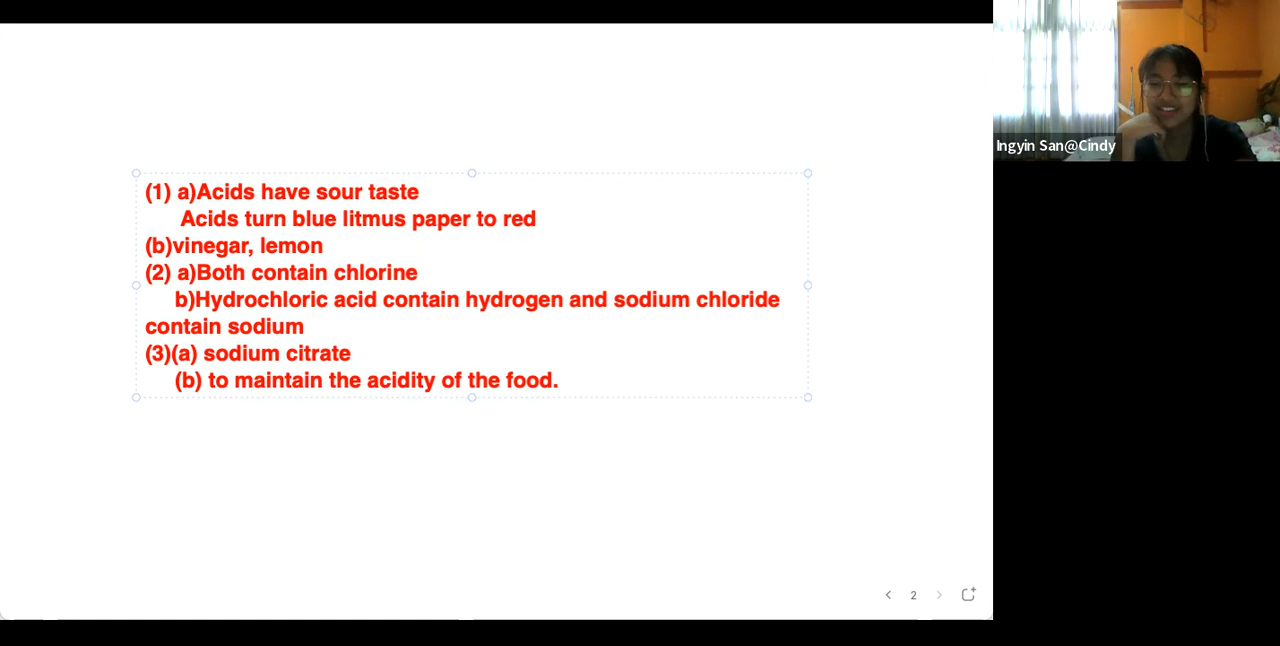 (1) a)Acids have sour taste
Acids turn blue litmus paper to red
(b)vinegar, lemon
(2) a)Both contain chlorine
b)Hydrochloric acid contain hydrogen and sodium chloride
contain sodium
(3)(a) sodium citrate
(b) to maintain the acidity of the food.
Ingyin San@Cindy
2